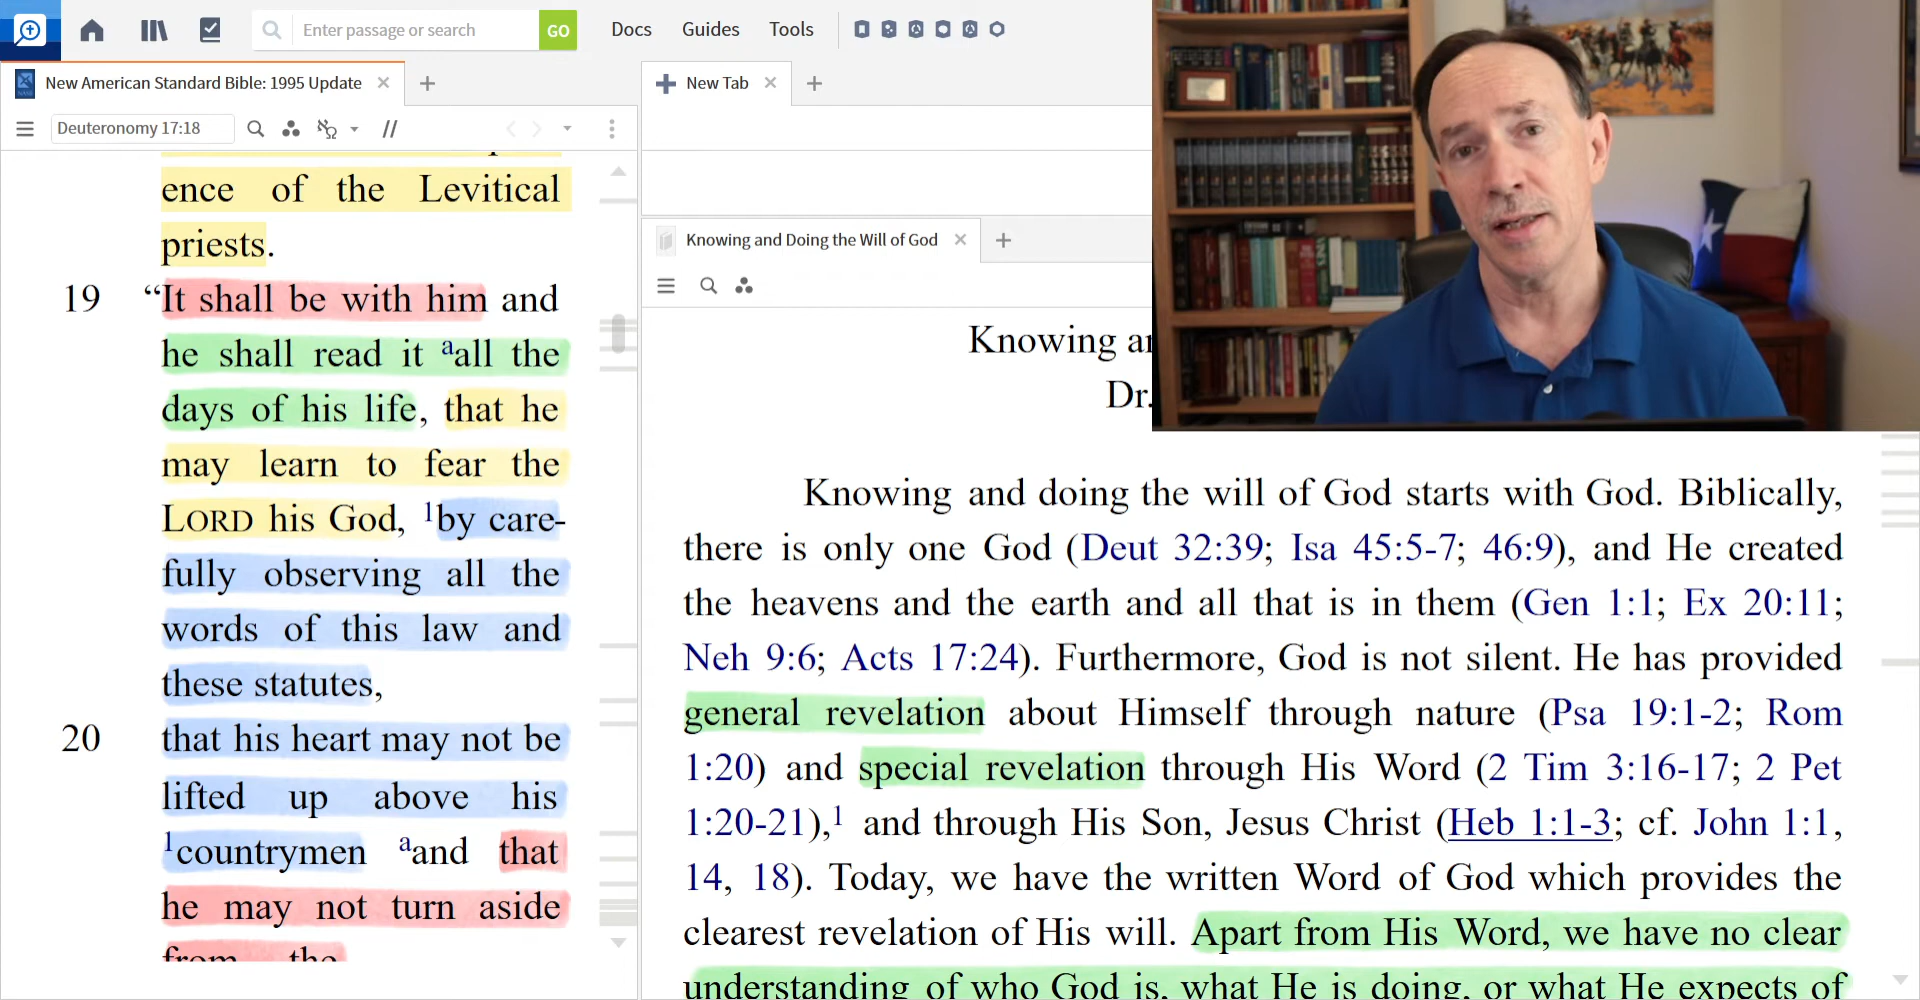 Enter passage or search
GO
Docs
Guides
Tools
New American Standard Bible: 1995 Update
New Tab
Deuteronomy 17:18
ence of the Levitical
priests.
19 “It shall be with him and
he shall read it aall the
days of his life, that he
may learn to fear the
LORD his God, 1by care-
fully observing all the
words of this law and
these statutes,
20 that his heart may not be
lifted up above his
1countrymen aand that
he may not turn aside
from the
Knowing and Doing the Will of God
Knowing
Dr.
Knowing and doing the will of God starts with God. Biblically,
there is only one God (Deut 32:39; Isa 45:5-7; 46:9), and He created
the heavens and the earth and all that is in them (Gen 1:1; Ex 20:11;
Neh 9:6; Acts 17:24). Furthermore, God is not silent. He has provided
general revelation about Himself through nature (Psa 19:1-2; Rom
1:20) and special revelation through His Word (2 Tim 3:16-17; 2 Pet
1:20-21),1 and through His Son, Jesus Christ (Heb 1:1-3; cf. John 1:1,
14, 18). Today, we have the written Word of God which provides the
clearest revelation of His will. Apart from His Word, we have no clear
understanding of who God is, what He is doing, or what He expects of